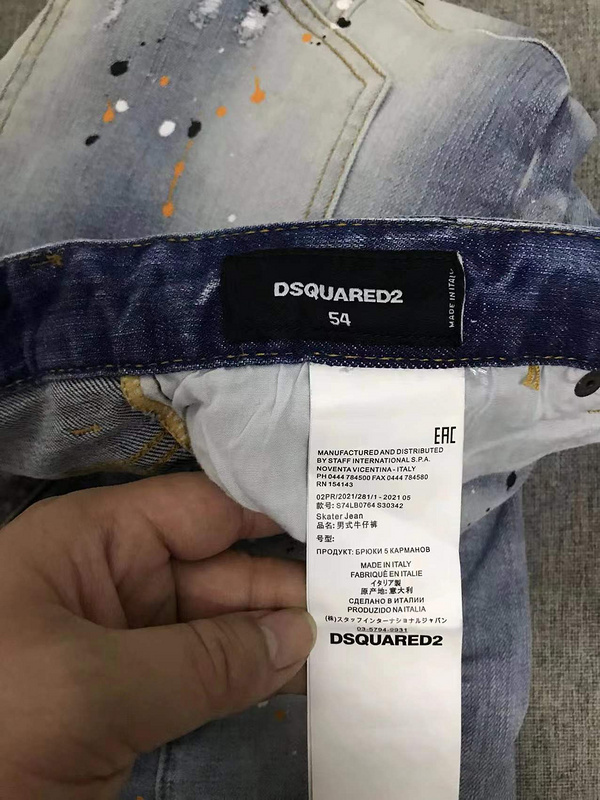 DSQUARED2
54
MADE IN ITALY
EAC
MANUFACTURED AND DISTRIBUTED
BY STAFF INTERNATIONAL S.P.A.
NOVENTA VICENTINA - ITALY
PH 0444 784500 FAX 0444 784580
RN 154143
02PR/2021/281/1 - 2021 05
款号: S74LB0764 S30342
Skater Jean
品名: 男式牛仔裤
号型:
ПРОДУКТ: БРЮКИ 5 КАРМАНОВ
MADE IN ITALY
FABRIQUÉ EN ITALIE
イタリア製
原产地: 意大利
СДЕЛАНО В ИТАЛИИ
PRODUZIDO NA ITALIA
(株)スタッフインターナショナルジャパン
03-5794-9931
DSQUARED2